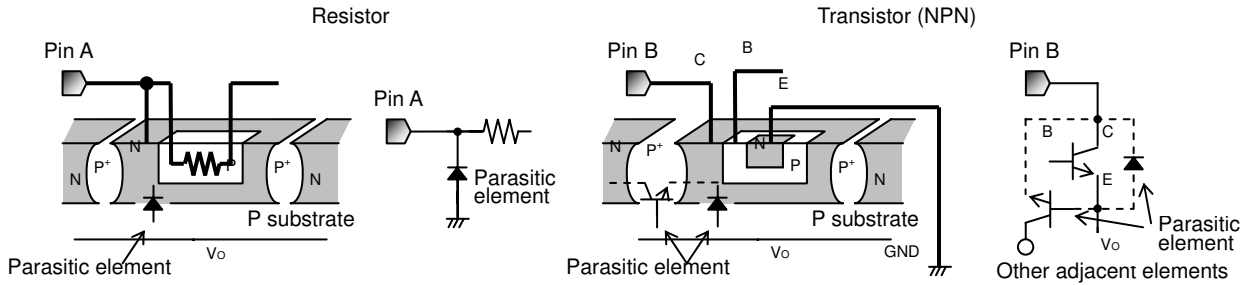 Resistor
Transistor (NPN)
Pin A
Pin A
N
P+
N
P
P+
N
Parasitic
element
P substrate
Vo
Parasitic element
Pin B
C
B
E
N
P+
N
P
P+
N
P substrate
Vo
GND
Parasitic element
Pin B
B
C
E
Vo
Parasitic
element
Other adjacent elements